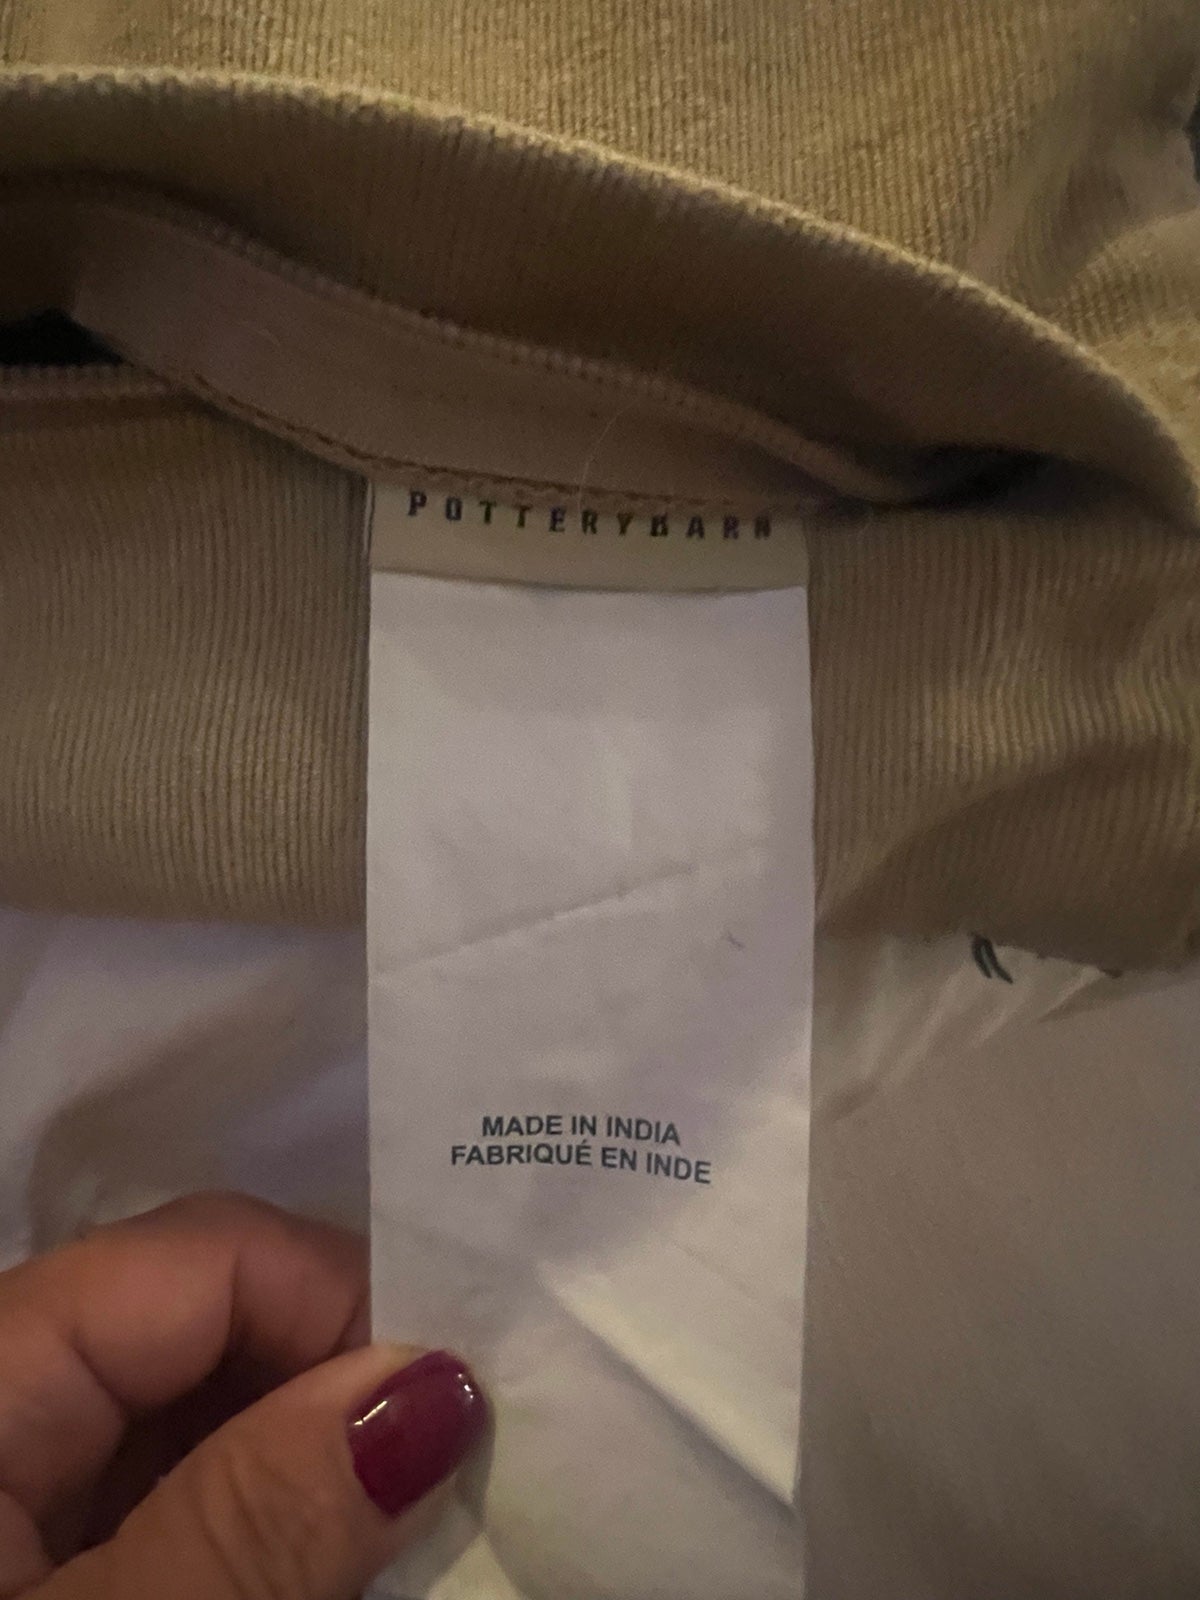 POTTERYBARN
MADE IN INDIA
FABRIQUÉ EN INDE